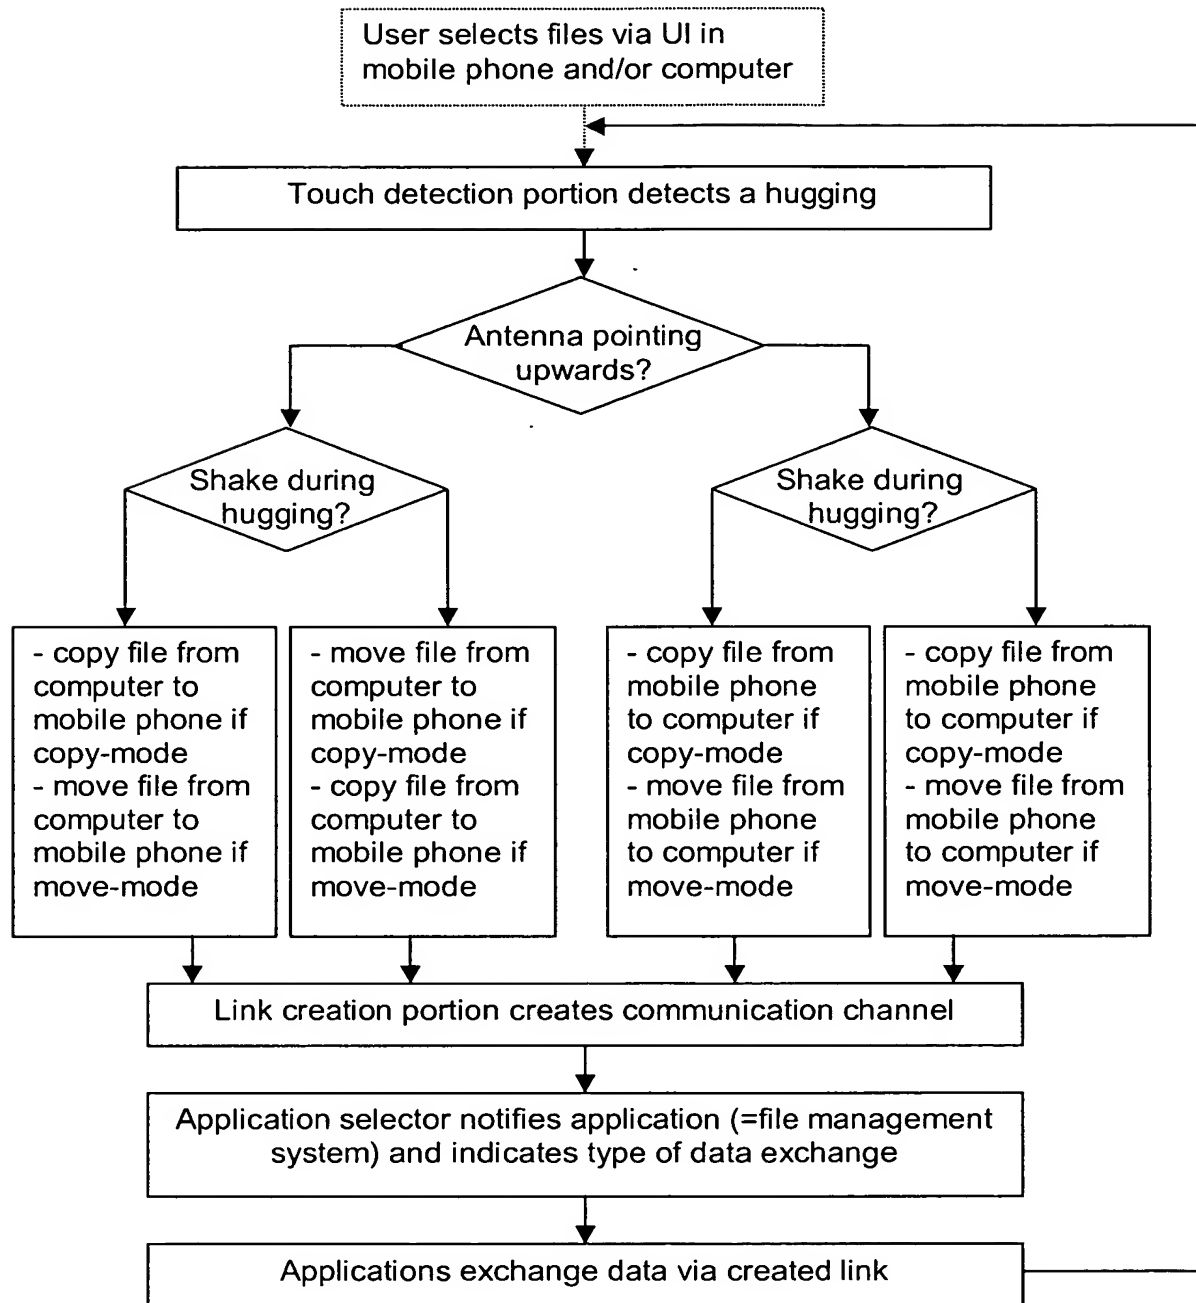 User selects files via UI in
mobile phone and/or computer
Touch detection portion detects a hugging
Antenna pointing
upwards?
Shake during
hugging?
Shake during
hugging?
- copy file from
computer to
mobile phone if
copy-mode
- move file from
computer to
mobile phone if
move-mode
- move file from
computer to
mobile phone if
copy-mode
- copy file from
computer to
mobile phone if
move-mode
- copy file from
mobile phone
to computer if
copy-mode
- move file from
mobile phone
to computer if
move-mode
- copy file from
mobile phone
to computer if
copy-mode
- move file from
mobile phone
to computer if
move-mode
Link creation portion creates communication channel
Application selector notifies application (=file management
system) and indicates type of data exchange
Applications exchange data via created link